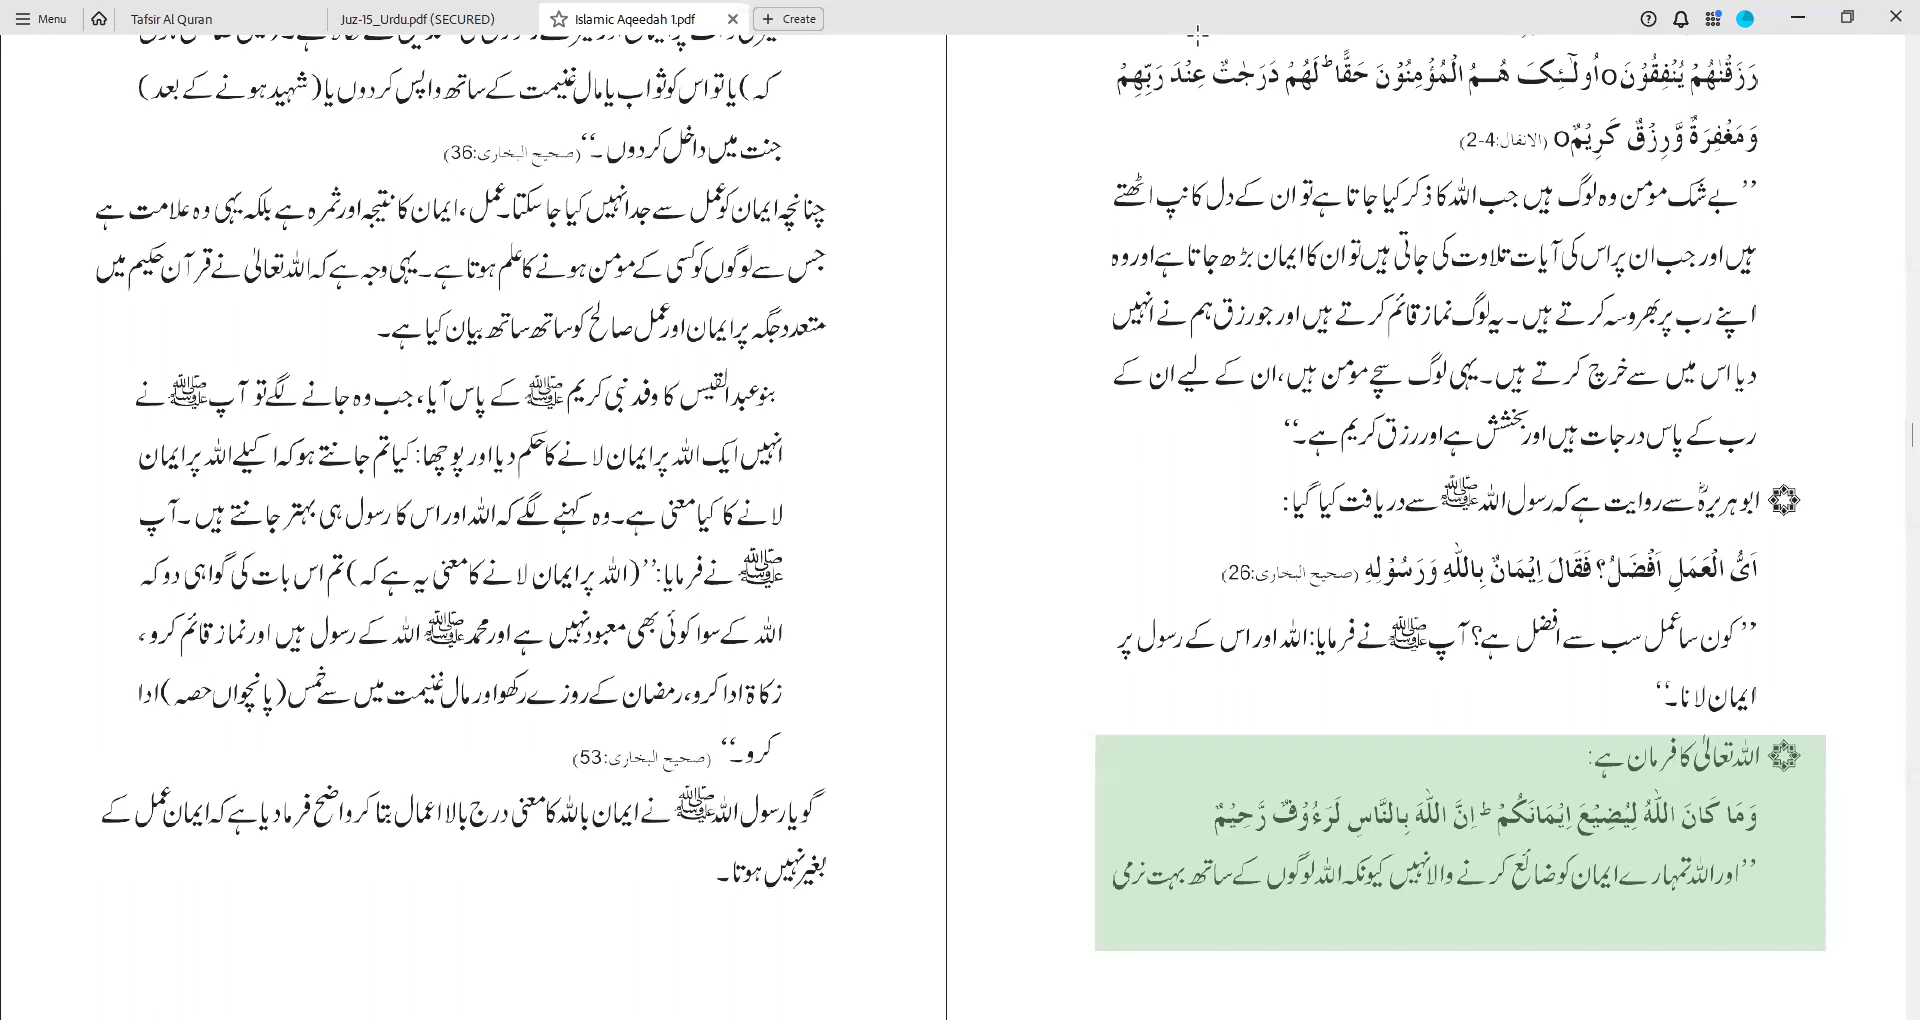 Menu
Tafsir Al Quran
Juz-15_Urdu.pdf (SECURED)
Islamic Aqeedah 1.pdf
Create
رَزَقْنٰهُمْ يُنْفِقُوْنَo اُولٰٓئِکَ هُمُ الْمُؤْمِنُوْنَ حَقًّا ؕ لَهُمْ دَرَجٰتٌ عِنْدَ رَبِّهِمْ
وَمَغْفِرَةٌ وَّرِزْقٌ كَرِيْمٌo (الانفال:4-2)
’’بے شک مومن وہ لوگ ہیں جب اللہ کا ذکر کیا جاتا ہے تو ان کے دل کانپ اٹھتے
ہیں اور جب ان پر اس کی آیات تلاوت کی جاتی ہیں تو ان کا ایمان بڑھ جاتا ہے اور وہ
اپنے رب پر بھروسہ کرتے ہیں۔ یہ لوگ نماز قائم کرتے ہیں اور جو رزق ہم نے انہیں
دیا اس میں سے خرچ کرتے ہیں۔ یہی لوگ سچے مومن ہیں، ان کے لیے ان کے
رب کے پاس درجات ہیں اور بخشش ہے اور رزق کریم ہے۔‘‘
ابو ہریرہؓ سے روایت ہے کہ رسول اللہ ﷺ سے دریافت کیا گیا:
اَیُّ الْعَمَلِ اَفْضَلُ؟ فَقَالَ اِيْمَانٌ بِاللّٰهِ وَرَسُوْلِهِ (صحيح البخاری:26)
’’کون سا عمل سب سے افضل ہے؟ آپ ﷺ نے فرمایا: اللہ اور اس کے رسول پر
ایمان لانا۔‘‘
اللہ تعالیٰ کا فرمان ہے:
وَمَا كَانَ اللّٰهُ لِيُضِيْعَ اِيْمَانَكُمْ ؕ اِنَّ اللّٰهَ بِالنَّاسِ لَرَءُوْفٌ رَّحِيْمٌ
’’اور اللہ تمہارے ایمان کو ضائع کرنے والا نہیں کیونکہ اللہ لوگوں کے ساتھ بہت نرمی
کہ) یا تو اس کو ثواب یا مال غنیمت کے ساتھ واپس کر دوں یا (شہید ہونے کے بعد)
جنت میں داخل کر دوں۔‘‘ (صحيح البخاری:36)
چنانچہ ایمان کو عمل سے جدا نہیں کیا جا سکتا۔ عمل، ایمان کا نتیجہ اور ثمرہ ہے بلکہ یہی وہ علامت ہے
جس سے لوگوں کو کسی کے مومن ہونے کا علم ہوتا ہے۔ یہی وجہ ہے کہ اللہ تعالیٰ نے قرآن حکیم میں
متعدد جگہ پر ایمان اور عمل صالح کو ساتھ ساتھ بیان کیا ہے۔
بنو عبد القیس کا وفد نبی کریم ﷺ کے پاس آیا، جب وہ جانے لگے تو آپ ﷺ نے
انہیں ایک اللہ پر ایمان لانے کا حکم دیا اور پوچھا: کیا تم جانتے ہو کہ اکیلے اللہ پر ایمان
لانے کا کیا معنی ہے۔ وہ کہنے لگے کہ اللہ اور اس کا رسول ہی بہتر جانتے ہیں۔ آپ
ﷺ نے فرمایا: ’’(اللہ پر ایمان لانے کا معنی یہ ہے کہ) تم اس بات کی گواہی دو کہ
اللہ کے سوا کوئی بھی معبود نہیں ہے اور محمد ﷺ اللہ کے رسول ہیں اور نماز قائم کرو،
زکاۃ ادا کرو، رمضان کے روزے رکھو اور مال غنیمت میں سے خمس (پانچواں حصہ) ادا
کرو۔‘‘ (صحيح البخاری:53)
گویا رسول اللہ ﷺ نے ایمان باللہ کا معنی درج بالا اعمال بتا کر واضح فرما دیا ہے کہ ایمان عمل کے
بغیر نہیں ہوتا۔